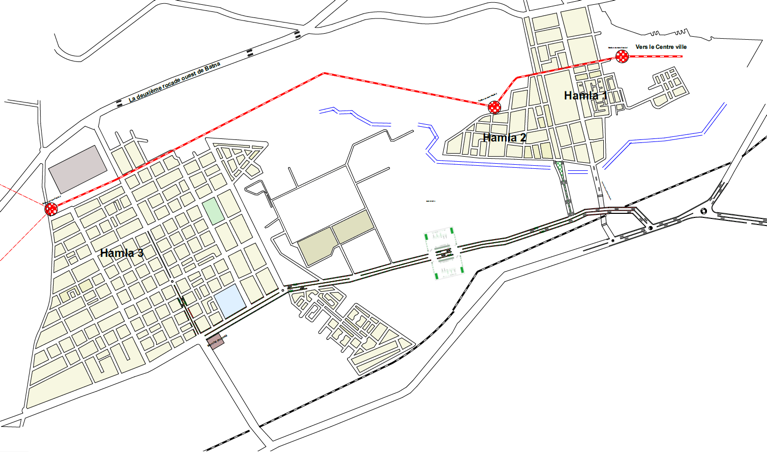 Vers le Centre ville
La deuxième rocade ouest de Batna
Hamla 1
Hamla 2
Hamla 3